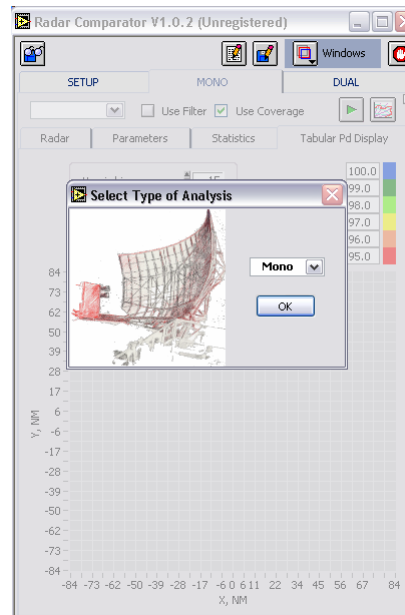 Radar Comparator V1.0.2 (Unregistered)
Windows
SETUP MONO DUAL
Use Filter Use Coverage
Radar Parameters Statistics Tabular Pd Display
100.0
99.0
98.0
97.0
96.0
95.0
Select Type of Analysis
Mono
OK
84
73
62
50
39
28
17
6
-6
-17
-28
-39
-50
-62
-73
-84
Y, NM
-84 -73 -62 -50 -39 -28 -17 -6 0 6 11 22 34 45 56 67 84
X, NM